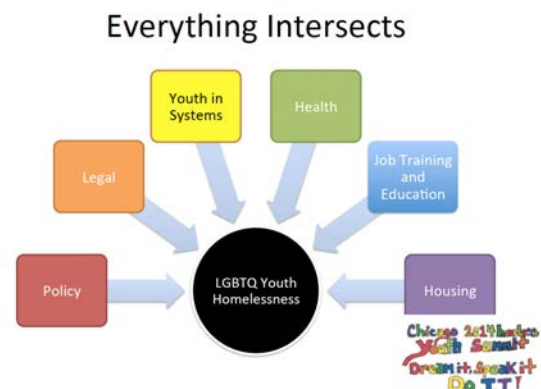 Everything Intersects
Youth in
Systems
Health
Legal
Job Training
and
Education
Policy
LGBTQ Youth
Homelessness
Housing
Chicago 2014
Youth Summit
Dream it, Speak it
Do IT!